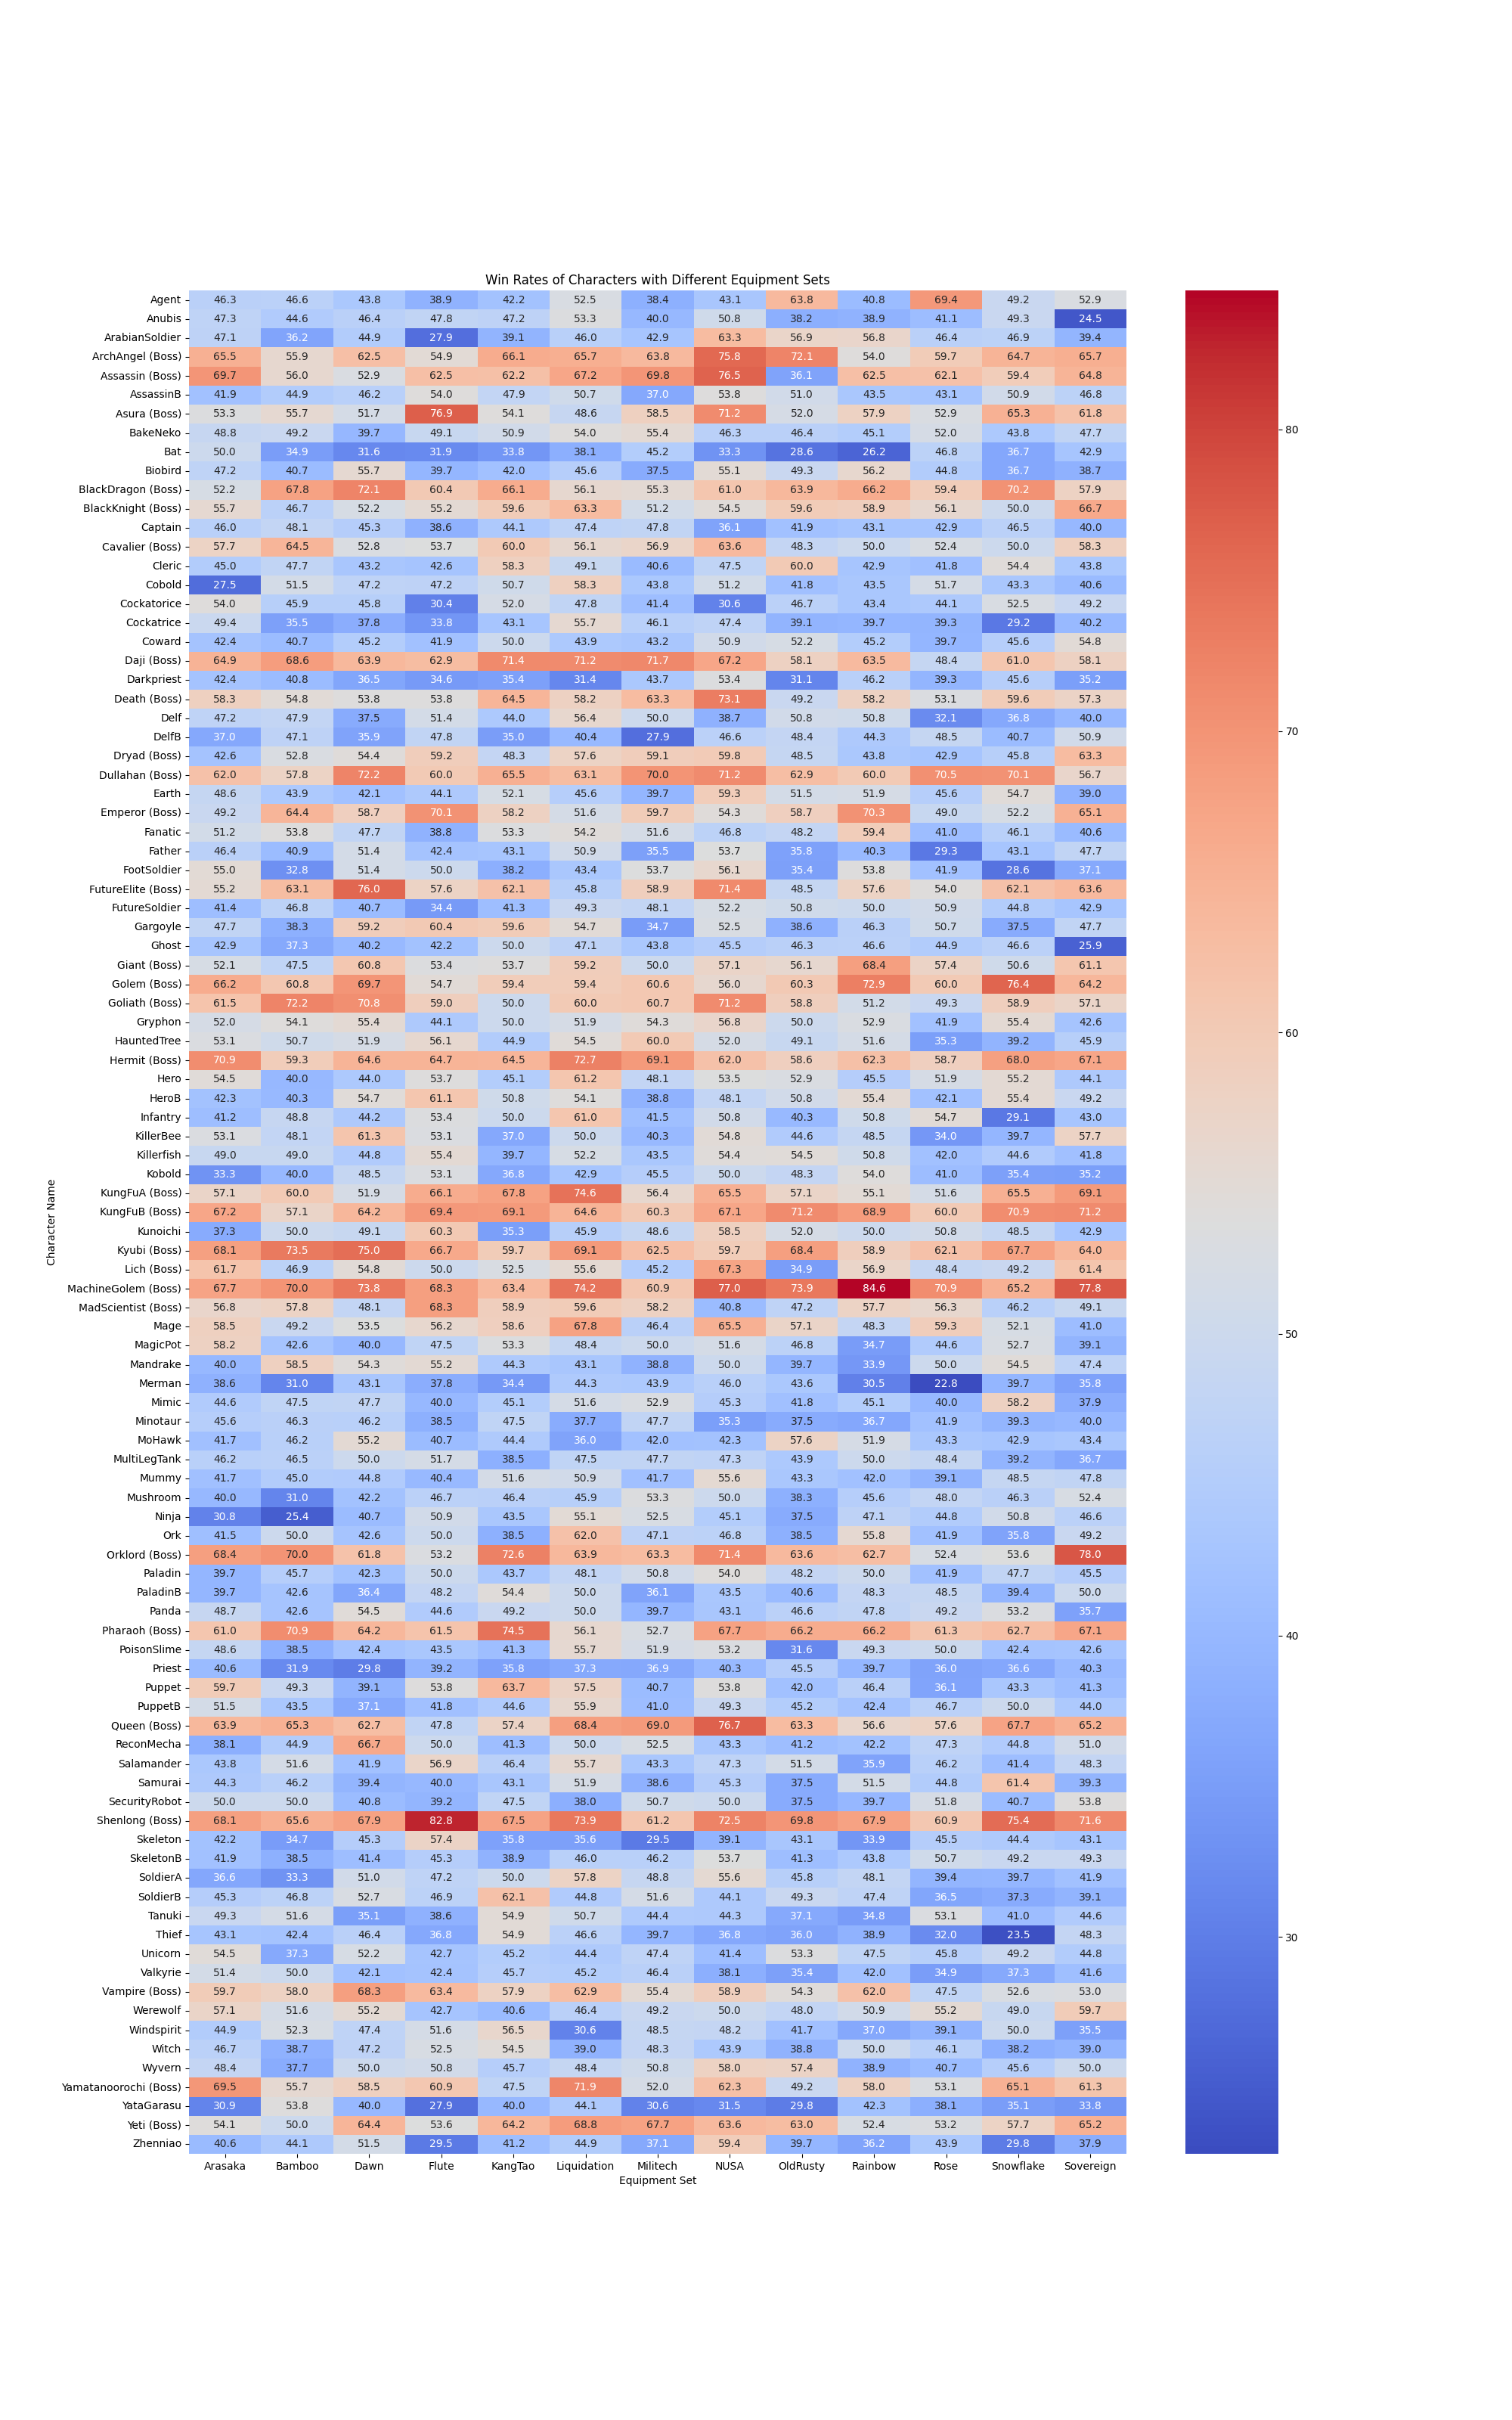 Win Rates of Characters with Different Equipment Sets
Agent 46.3 46.6 43.8 38.9 42.2 52.5 38.4 43.1 63.8 40.8 69.4 49.2 52.9
Anubis 47.3 44.6 46.4 47.8 47.2 53.3 40.0 50.8 38.2 38.9 41.1 49.3 24.5
ArabianSoldier 47.1 36.2 44.9 27.9 39.1 46.0 42.9 63.3 56.9 56.8 46.4 46.9 39.4
ArchAngel (Boss) 65.5 55.9 62.5 54.9 66.1 65.7 63.8 75.8 72.1 54.0 59.7 64.7 65.7
Assassin (Boss) 69.7 56.0 52.9 62.5 62.2 67.2 69.8 76.5 36.1 62.5 62.1 59.4 64.8
AssassinB 41.9 44.9 46.2 54.0 47.9 50.7 37.0 53.8 51.0 43.5 43.1 50.9 46.8
Asura (Boss) 53.3 55.7 51.7 76.9 54.1 48.6 58.5 71.2 52.0 57.9 52.9 65.3 61.8
BakeNeko 48.8 49.2 39.7 49.1 50.9 54.0 55.4 46.3 46.4 45.1 52.0 43.8 47.7
Bat 50.0 34.9 31.6 31.9 33.8 38.1 45.2 33.3 28.6 26.2 46.8 36.7 42.9
Biobird 47.2 40.7 55.7 39.7 42.0 45.6 37.5 55.1 49.3 56.2 44.8 36.7 38.7
BlackDragon (Boss) 52.2 67.8 72.1 60.4 66.1 56.1 55.3 61.0 63.9 66.2 59.4 70.2 57.9
BlackKnight (Boss) 55.7 46.7 52.2 55.2 59.6 63.3 51.2 54.5 59.6 58.9 56.1 50.0 66.7
Captain 46.0 48.1 45.3 38.6 44.1 47.4 47.8 36.1 41.9 43.1 42.9 46.5 40.0
Cavalier (Boss) 57.7 64.5 52.8 53.7 60.0 56.1 56.9 63.6 48.3 50.0 52.4 50.0 58.3
Cleric 45.0 47.7 43.2 42.6 58.3 49.1 40.6 47.5 60.0 42.9 41.8 54.4 43.8
Cobold 27.5 51.5 47.2 47.2 50.7 58.3 43.8 51.2 41.8 43.5 51.7 43.3 40.6
Cockatorice 54.0 45.9 45.8 30.4 52.0 47.8 41.4 30.6 46.7 43.4 44.1 52.5 49.2
Cockatrice 49.4 35.5 37.8 33.8 43.1 55.7 46.1 47.4 39.1 39.7 39.3 29.2 40.2
Coward 42.4 40.7 45.2 41.9 50.0 43.9 43.2 50.9 52.2 45.2 39.7 45.6 54.8
Daji (Boss) 64.9 68.6 63.9 62.9 71.4 71.2 71.7 67.2 58.1 63.5 48.4 61.0 58.1
Darkpriest 42.4 40.8 36.5 34.6 35.4 31.4 43.7 53.4 31.1 46.2 39.3 45.6 35.2
Death (Boss) 58.3 54.8 53.8 53.8 64.5 58.2 63.3 73.1 49.2 58.2 53.1 59.6 57.3
Delf 47.2 47.9 37.5 51.4 44.0 56.4 50.0 38.7 50.8 50.8 32.1 36.8 40.0
DelfB 37.0 47.1 35.9 47.8 35.0 40.4 27.9 46.6 48.4 44.3 48.5 40.7 50.9
Dryad (Boss) 42.6 52.8 54.4 59.2 48.3 57.6 59.1 59.8 48.5 43.8 42.9 45.8 63.3
Dullahan (Boss) 62.0 57.8 72.2 60.0 65.5 63.1 70.0 71.2 62.9 60.0 70.5 70.1 56.7
Earth 48.6 43.9 42.1 44.1 52.1 45.6 39.7 59.3 51.5 51.9 45.6 54.7 39.0
Emperor (Boss) 49.2 64.4 58.7 70.1 58.2 51.6 59.7 54.3 58.7 70.3 49.0 52.2 65.1
Fanatic 51.2 53.8 47.7 38.8 53.3 54.2 51.6 46.8 48.2 59.4 41.0 46.1 40.6
Father 46.4 40.9 51.4 42.4 43.1 50.9 35.5 53.7 35.8 40.3 29.3 43.1 47.7
FootSoldier 55.0 32.8 51.4 50.0 38.2 43.4 53.7 56.1 35.4 53.8 41.9 28.6 37.1
FutureElite (Boss) 55.2 63.1 76.0 57.6 62.1 45.8 58.9 71.4 48.5 57.6 54.0 62.1 63.6
FutureSoldier 41.4 46.8 40.7 34.4 41.3 49.3 48.1 52.2 50.8 50.0 50.9 44.8 42.9
Gargoyle 47.7 38.3 59.2 60.4 59.6 54.7 34.7 52.5 38.6 46.3 50.7 37.5 47.7
Ghost 42.9 37.3 40.2 42.2 50.0 47.1 43.8 45.5 46.3 46.6 44.9 46.6 25.9
Giant (Boss) 52.1 47.5 60.8 53.4 53.7 59.2 50.0 57.1 56.1 68.4 57.4 50.6 61.1
Golem (Boss) 66.2 60.8 69.7 54.7 59.4 59.4 60.6 56.0 60.3 72.9 60.0 76.4 64.2
Goliath (Boss) 61.5 72.2 70.8 59.0 50.0 60.0 60.7 71.2 58.8 51.2 49.3 58.9 57.1
Gryphon 52.0 54.1 55.4 44.1 50.0 51.9 54.3 56.8 50.0 52.9 41.9 55.4 42.6
HauntedTree 53.1 50.7 51.9 56.1 44.9 54.5 60.0 52.0 49.1 51.6 35.3 39.2 45.9
Hermit (Boss) 70.9 59.3 64.6 64.7 64.5 72.7 69.1 62.0 58.6 62.3 58.7 68.0 67.1
Hero 54.5 40.0 44.0 53.7 45.1 61.2 48.1 53.5 52.9 45.5 51.9 55.2 44.1
HeroB 42.3 40.3 54.7 61.1 50.8 54.1 38.8 48.1 50.8 55.4 42.1 55.4 49.2
Infantry 41.2 48.8 44.2 53.4 50.0 61.0 41.5 50.8 40.3 50.8 54.7 29.1 43.0
KillerBee 53.1 48.1 61.3 53.1 37.0 50.0 40.3 54.8 44.6 48.5 34.0 39.7 57.7
Killerfish 49.0 49.0 44.8 55.4 39.7 52.2 43.5 54.4 54.5 50.8 42.0 44.6 41.8
Kobold 33.3 40.0 48.5 53.1 36.8 42.9 45.5 50.0 48.3 54.0 41.0 35.4 35.2
KungFuA (Boss) 57.1 60.0 51.9 66.1 67.8 74.6 56.4 65.5 57.1 55.1 51.6 65.5 69.1
KungFuB (Boss) 67.2 57.1 64.2 69.4 69.1 64.6 60.3 67.1 71.2 68.9 60.0 70.9 71.2
Kunoichi 37.3 50.0 49.1 60.3 35.3 45.9 48.6 58.5 52.0 50.0 50.8 48.5 42.9
Kyubi (Boss) 68.1 73.5 75.0 66.7 59.7 69.1 62.5 59.7 68.4 58.9 62.1 67.7 64.0
Lich (Boss) 61.7 46.9 54.8 50.0 52.5 55.6 45.2 67.3 34.9 56.9 48.4 49.2 61.4
MachineGolem (Boss) 67.7 70.0 73.8 68.3 63.4 74.2 60.9 77.0 73.9 84.6 70.9 65.2 77.8
MadScientist (Boss) 56.8 57.8 48.1 68.3 58.9 59.6 58.2 40.8 47.2 57.7 56.3 46.2 49.1
Mage 58.5 49.2 53.5 56.2 58.6 67.8 46.4 65.5 57.1 48.3 59.3 52.1 41.0
MagicPot 58.2 42.6 40.0 47.5 53.3 48.4 50.0 51.6 46.8 34.7 44.6 52.7 39.1
Mandrake 40.0 58.5 54.3 55.2 44.3 43.1 38.8 50.0 39.7 33.9 50.0 54.5 47.4
Merman 38.6 31.0 43.1 37.8 34.4 44.3 43.9 46.0 43.6 30.5 22.8 39.7 35.8
Mimic 44.6 47.5 47.7 40.0 45.1 51.6 52.9 45.3 41.8 45.1 40.0 58.2 37.9
Minotaur 45.6 46.3 46.2 38.5 47.5 37.7 47.7 35.3 37.5 36.7 41.9 39.3 40.0
MoHawk 41.7 46.2 55.2 40.7 44.4 36.0 42.0 42.3 57.6 51.9 43.3 42.9 43.4
MultiLegTank 46.2 46.5 50.0 51.7 38.5 47.5 47.7 47.3 43.9 50.0 48.4 39.2 36.7
Mummy 41.7 45.0 44.8 40.4 51.6 50.9 41.7 55.6 43.3 42.0 39.1 48.5 47.8
Mushroom 40.0 31.0 42.2 46.7 46.4 45.9 53.3 50.0 38.3 45.6 48.0 46.3 52.4
Ninja 30.8 25.4 40.7 50.9 43.5 55.1 52.5 45.1 37.5 47.1 44.8 50.8 46.6
Ork 41.5 50.0 42.6 50.0 38.5 62.0 47.1 46.8 38.5 55.8 41.9 35.8 49.2
Orklord (Boss) 68.4 70.0 61.8 53.2 72.6 63.9 63.3 71.4 63.6 62.7 52.4 53.6 78.0
Paladin 39.7 45.7 42.3 50.0 43.7 48.1 50.8 54.0 48.2 50.0 41.9 47.7 45.5
PaladinB 39.7 42.6 36.4 48.2 54.4 50.0 36.1 43.5 40.6 48.3 48.5 39.4 50.0
Panda 48.7 42.6 54.5 44.6 49.2 50.0 39.7 43.1 46.6 47.8 49.2 53.2 35.7
Pharaoh (Boss) 61.0 70.9 64.2 61.5 74.5 56.1 52.7 67.7 66.2 66.2 61.3 62.7 67.1
PoisonSlime 48.6 38.5 42.4 43.5 41.3 55.7 51.9 53.2 31.6 49.3 50.0 42.4 42.6
Priest 40.6 31.9 29.8 39.2 35.8 37.3 36.9 40.3 45.5 39.7 36.0 36.6 40.3
Puppet 59.7 49.3 39.1 53.8 63.7 57.5 40.7 53.8 42.0 46.4 36.1 43.3 41.3
PuppetB 51.5 43.5 37.1 41.8 44.6 55.9 41.0 49.3 45.2 42.4 46.7 50.0 44.0
Queen (Boss) 63.9 65.3 62.7 47.8 57.4 68.4 69.0 76.7 63.3 56.6 57.6 67.7 65.2
ReconMecha 38.1 44.9 66.7 50.0 41.3 50.0 52.5 43.3 41.2 42.2 47.3 44.8 51.0
Salamander 43.8 51.6 41.9 56.9 46.4 55.7 43.3 47.3 51.5 35.9 46.2 41.4 48.3
Samurai 44.3 46.2 39.4 40.0 43.1 51.9 38.6 45.3 37.5 51.5 44.8 61.4 39.3
SecurityRobot 50.0 50.0 40.8 39.2 47.5 38.0 50.7 50.0 37.5 39.7 51.8 40.7 53.8
Shenlong (Boss) 68.1 65.6 67.9 82.8 67.5 73.9 61.2 72.5 69.8 67.9 60.9 75.4 71.6
Skeleton 42.2 34.7 45.3 57.4 35.8 35.6 29.5 39.1 43.1 33.9 45.5 44.4 43.1
SkeletonB 41.9 38.5 41.4 45.3 38.9 46.0 46.2 53.7 41.3 43.8 50.7 49.2 49.3
SoldierA 36.6 33.3 51.0 47.2 50.0 57.8 48.8 55.6 45.8 48.1 39.4 39.7 41.9
SoldierB 45.3 46.8 52.7 46.9 62.1 44.8 51.6 44.1 49.3 47.4 36.5 37.3 39.1
Tanuki 49.3 51.6 35.1 38.6 54.9 50.7 44.4 44.3 37.1 34.8 53.1 41.0 44.6
Thief 43.1 42.4 46.4 36.8 54.9 46.6 39.7 36.8 36.0 38.9 32.0 23.5 48.3
Unicorn 54.5 37.3 52.2 42.7 45.2 44.4 47.4 41.4 53.3 47.5 45.8 49.2 44.8
Valkyrie 51.4 50.0 42.1 42.4 45.7 45.2 46.4 38.1 35.4 42.0 34.9 37.3 41.6
Vampire (Boss) 59.7 58.0 68.3 63.4 57.9 62.9 55.4 58.9 54.3 62.0 47.5 52.6 53.0
Werewolf 57.1 51.6 55.2 42.7 40.6 46.4 49.2 50.0 48.0 50.9 55.2 49.0 59.7
Windspirit 44.9 52.3 47.4 51.6 56.5 30.6 48.5 48.2 41.7 37.0 39.1 50.0 35.5
Witch 46.7 38.7 47.2 52.5 54.5 39.0 48.3 43.9 38.8 50.0 46.1 38.2 39.0
Wyvern 48.4 37.7 50.0 50.8 45.7 48.4 50.8 58.0 57.4 38.9 40.7 45.6 50.0
Yamatanoorochi (Boss) 69.5 55.7 58.5 60.9 47.5 71.9 52.0 62.3 49.2 58.0 53.1 65.1 61.3
YataGarasu 30.9 53.8 40.0 27.9 40.0 44.1 30.6 31.5 29.8 42.3 38.1 35.1 33.8
Yeti (Boss) 54.1 50.0 64.4 53.6 64.2 68.8 67.7 63.6 63.0 52.4 53.2 57.7 65.2
Zhenniao 40.6 44.1 51.5 29.5 41.2 44.9 37.1 59.4 39.7 36.2 43.9 29.8 37.9
Arasaka Bamboo Dawn Flute KangTao Liquidation Militech NUSA OldRusty Rainbow Rose Snowflake Sovereign
Equipment Set
Character Name
80
70
60
50
40
30